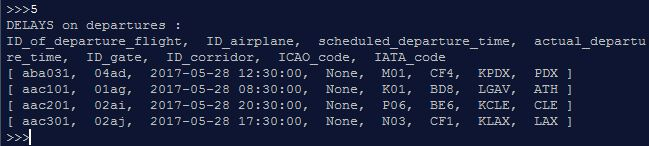 >>>5
DELAYS on departures :
ID_of_departure_flight, ID_airplane, scheduled_departure_time, actual_departu
re_time, ID_gate, ID_corridor, ICAO_code, IATA_code
[ aba031, 04ad, 2017-05-28 12:30:00, None, M01, CF4, KPDX, PDX ]
[ aac101, 01ag, 2017-05-28 08:30:00, None, K01, BD8, LGAV, ATH ]
[ aac201, 02ai, 2017-05-28 20:30:00, None, P06, BE6, KCLE, CLE ]
[ aac301, 02aj, 2017-05-28 17:30:00, None, N03, CF1, KLAX, LAX ]
>>>